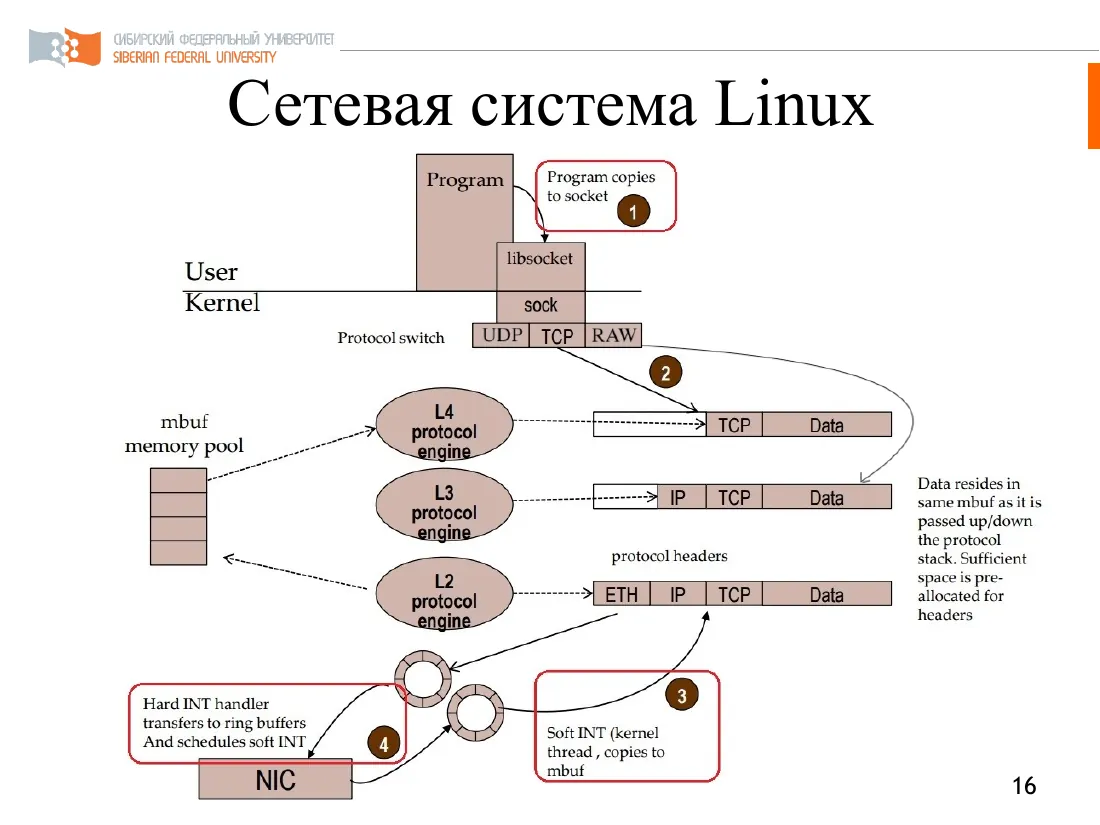 СИБИРСКИЙ ФЕДЕРАЛЬНЫЙ УНИВЕРСИТЕТ
SIBERIAN FEDERAL UNIVERSITY
Сетевая система Linux
Program
Program copies
to socket
1
libsocket
User
Kernel
sock
Protocol switch
UDP
TCP
RAW
2
mbuf
memory pool
L4
protocol
engine
TCP
Data
L3
protocol
engine
IP
TCP
Data
Data resides in
same mbuf as it is
passed up/down
the protocol
stack. Sufficient
space is pre-
allocated for
headers
protocol headers
L2
protocol
engine
ETH
IP
TCP
Data
Hard INT handler
transfers to ring buffers
And schedules soft INT
4
3
Soft INT (kernel
thread , copies to
mbuf
NIC
16